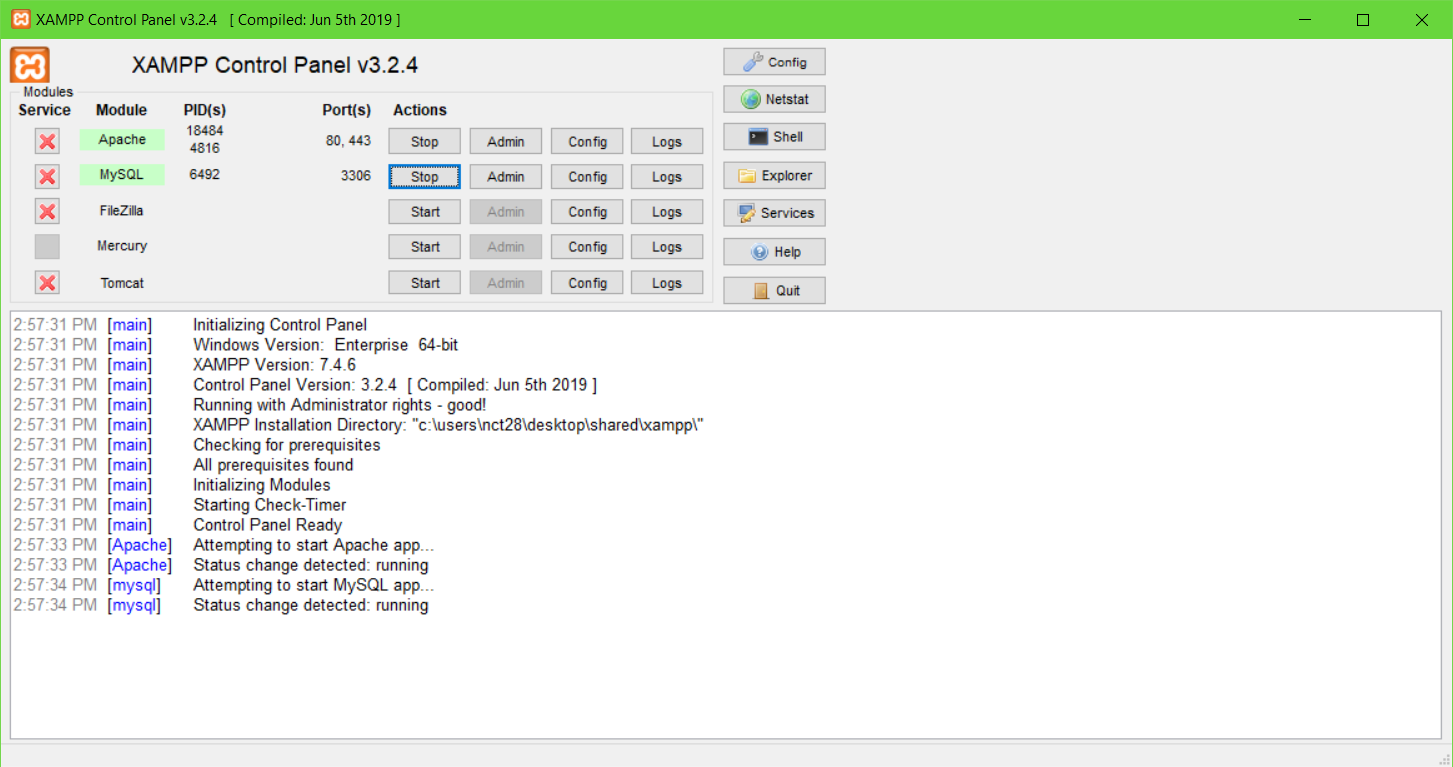 XAMPP Control Panel v3.2.4 [ Compiled: Jun 5th 2019 ]
XAMPP Control Panel v3.2.4
Config
Modules
Service Module PID(s) Port(s) Actions
Netstat
Apache 18484 4816 80, 443 Stop Admin Config Logs
Shell
MySQL 6492 3306 Stop Admin Config Logs
Explorer
FileZilla Start Admin Config Logs
Services
Mercury Start Admin Config Logs
Help
Tomcat Start Admin Config Logs
Quit
2:57:31 PM [main] Initializing Control Panel
2:57:31 PM [main] Windows Version: Enterprise 64-bit
2:57:31 PM [main] XAMPP Version: 7.4.6
2:57:31 PM [main] Control Panel Version: 3.2.4 [ Compiled: Jun 5th 2019 ]
2:57:31 PM [main] Running with Administrator rights - good!
2:57:31 PM [main] XAMPP Installation Directory: "c:\users\nct28\desktop\shared\xampp\"
2:57:31 PM [main] Checking for prerequisites
2:57:31 PM [main] All prerequisites found
2:57:31 PM [main] Initializing Modules
2:57:31 PM [main] Starting Check-Timer
2:57:31 PM [main] Control Panel Ready
2:57:33 PM [Apache] Attempting to start Apache app...
2:57:33 PM [Apache] Status change detected: running
2:57:34 PM [mysql] Attempting to start MySQL app...
2:57:34 PM [mysql] Status change detected: running